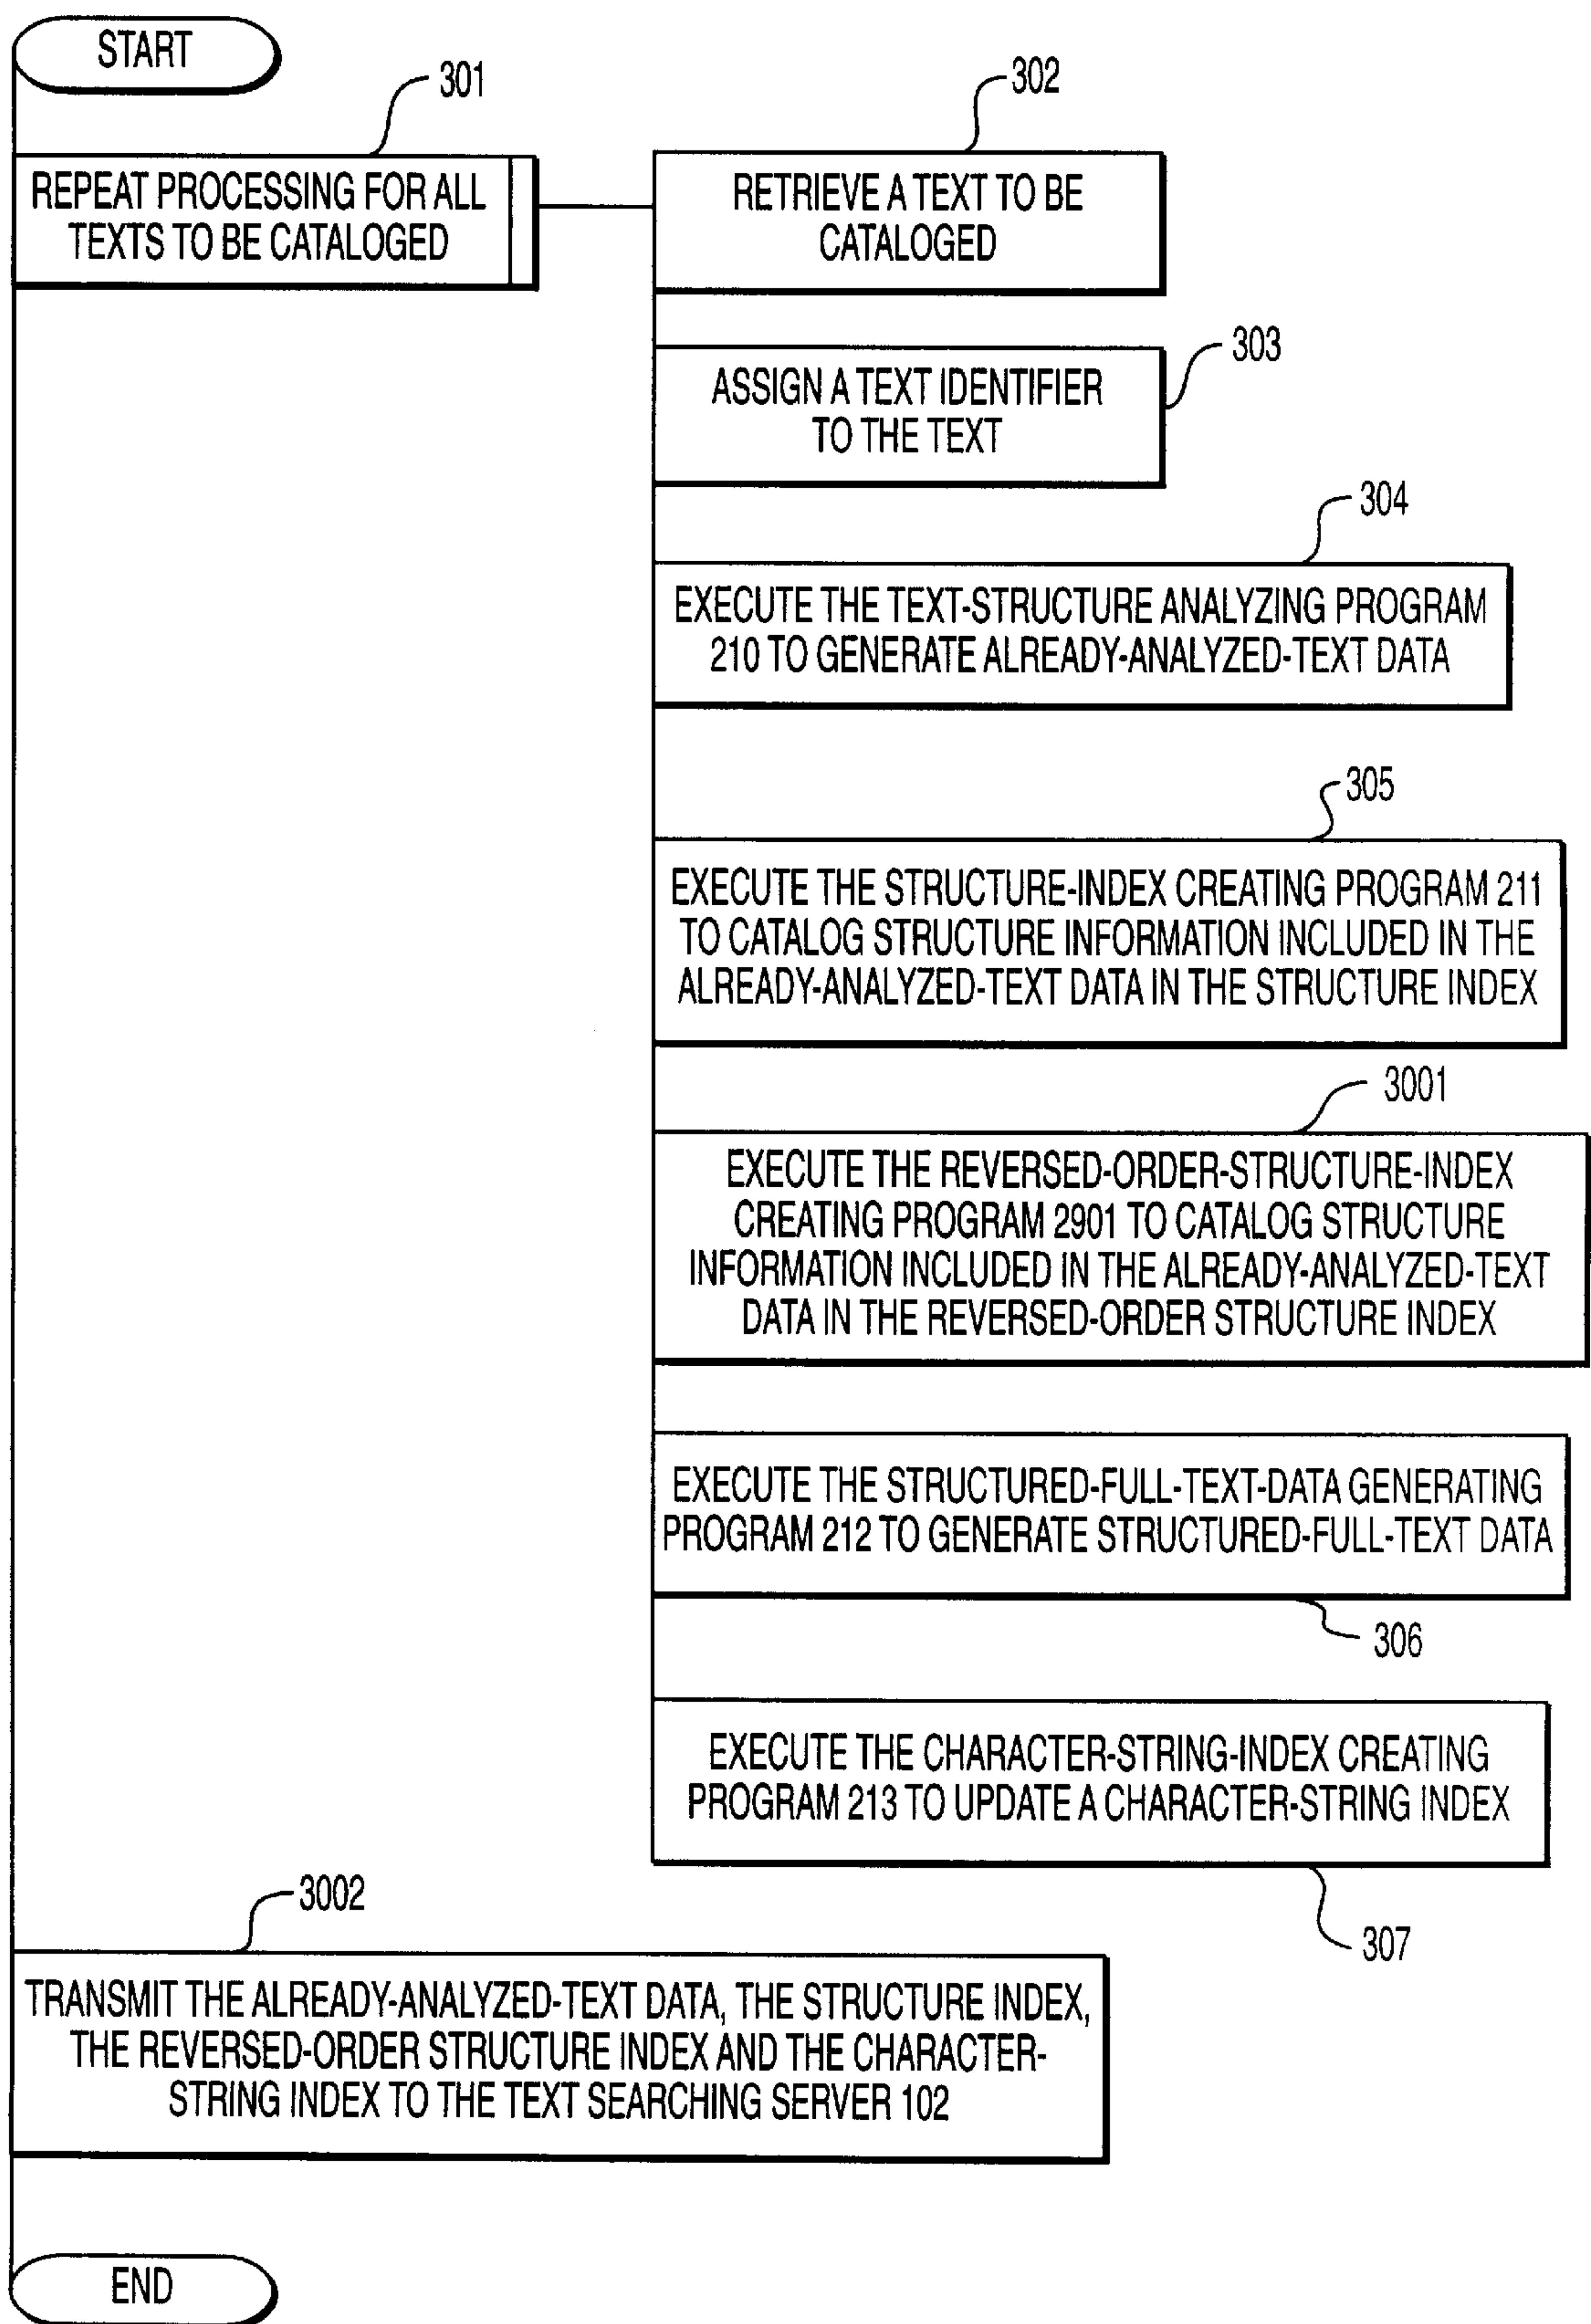 START
301
REPEAT PROCESSING FOR ALL
TEXTS TO BE CATALOGED
302
RETRIEVE A TEXT TO BE
CATALOGED
303
ASSIGN A TEXT IDENTIFIER
TO THE TEXT
304
EXECUTE THE TEXT-STRUCTURE ANALYZING PROGRAM
210 TO GENERATE ALREADY-ANALYZED-TEXT DATA
305
EXECUTE THE STRUCTURE-INDEX CREATING PROGRAM 211
TO CATALOG STRUCTURE INFORMATION INCLUDED IN THE
ALREADY-ANALYZED-TEXT DATA IN THE STRUCTURE INDEX
3001
EXECUTE THE REVERSED-ORDER-STRUCTURE-INDEX
CREATING PROGRAM 2901 TO CATALOG STRUCTURE
INFORMATION INCLUDED IN THE ALREADY-ANALYZED-TEXT
DATA IN THE REVERSED-ORDER STRUCTURE INDEX
EXECUTE THE STRUCTURED-FULL-TEXT-DATA GENERATING
PROGRAM 212 TO GENERATE STRUCTURED-FULL-TEXT DATA
306
EXECUTE THE CHARACTER-STRING-INDEX CREATING
PROGRAM 213 TO UPDATE A CHARACTER-STRING INDEX
307
3002
TRANSMIT THE ALREADY-ANALYZED-TEXT DATA, THE STRUCTURE INDEX,
THE REVERSED-ORDER STRUCTURE INDEX AND THE CHARACTER-
STRING INDEX TO THE TEXT SEARCHING SERVER 102
END